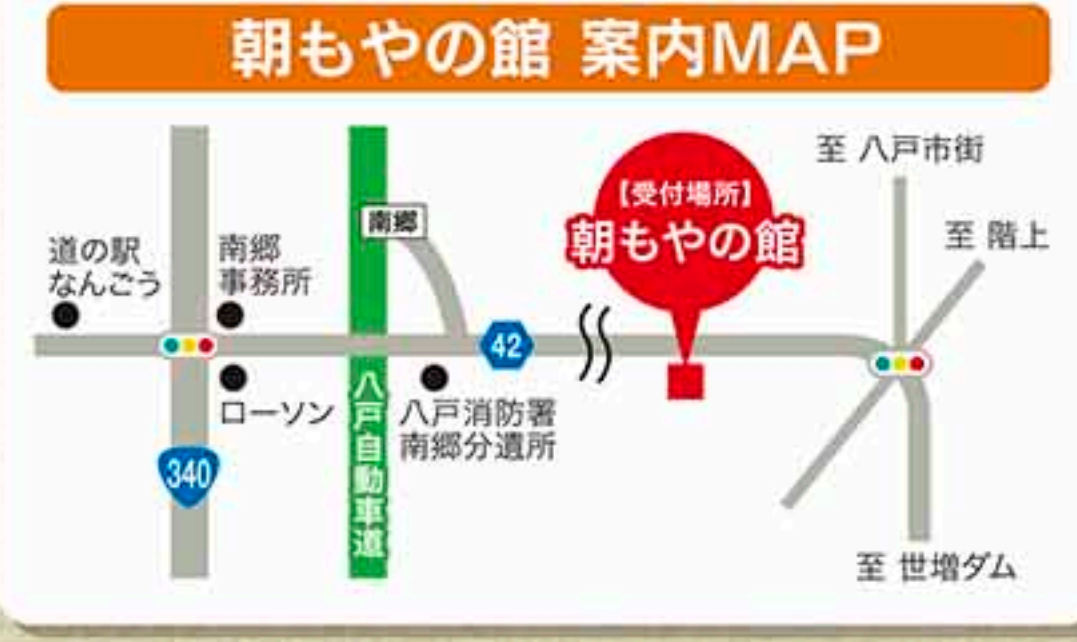 朝もやの館 案内MAP
至 八戸市街
【受付場所】
朝もやの館
至 階上
南郷
道の駅
なんごう
南郷
事務所
42
ローソン
八戸消防署
南郷分遣所
340
八戸自動車道
至 世増ダム